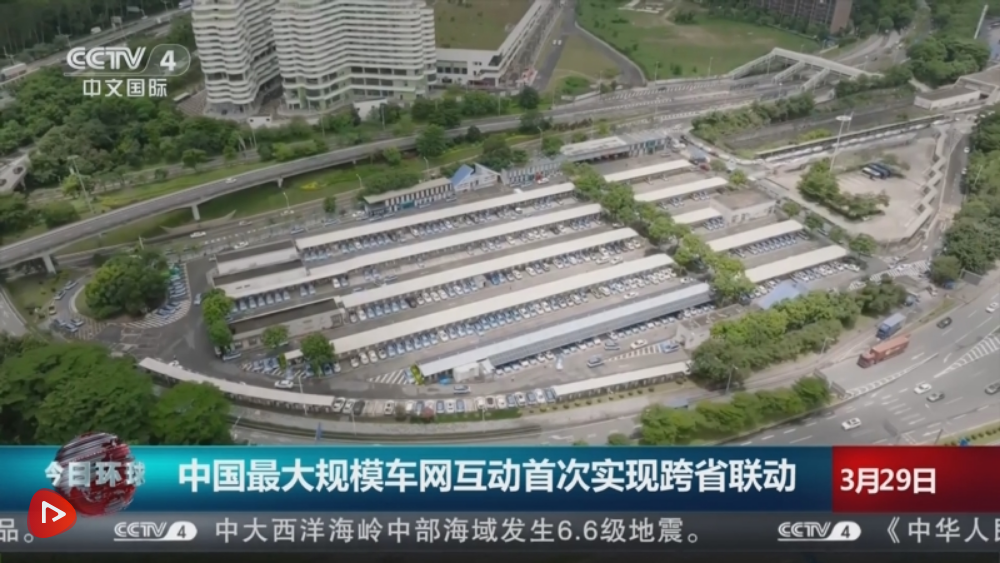 CCTV 4
中文国际
今日环球
中国最大规模车网互动首次实现跨省联动
3月29日
品。 CCTV 4 中大西洋海岭中部海域发生6.6级地震。 CCTV 4 《中华人民